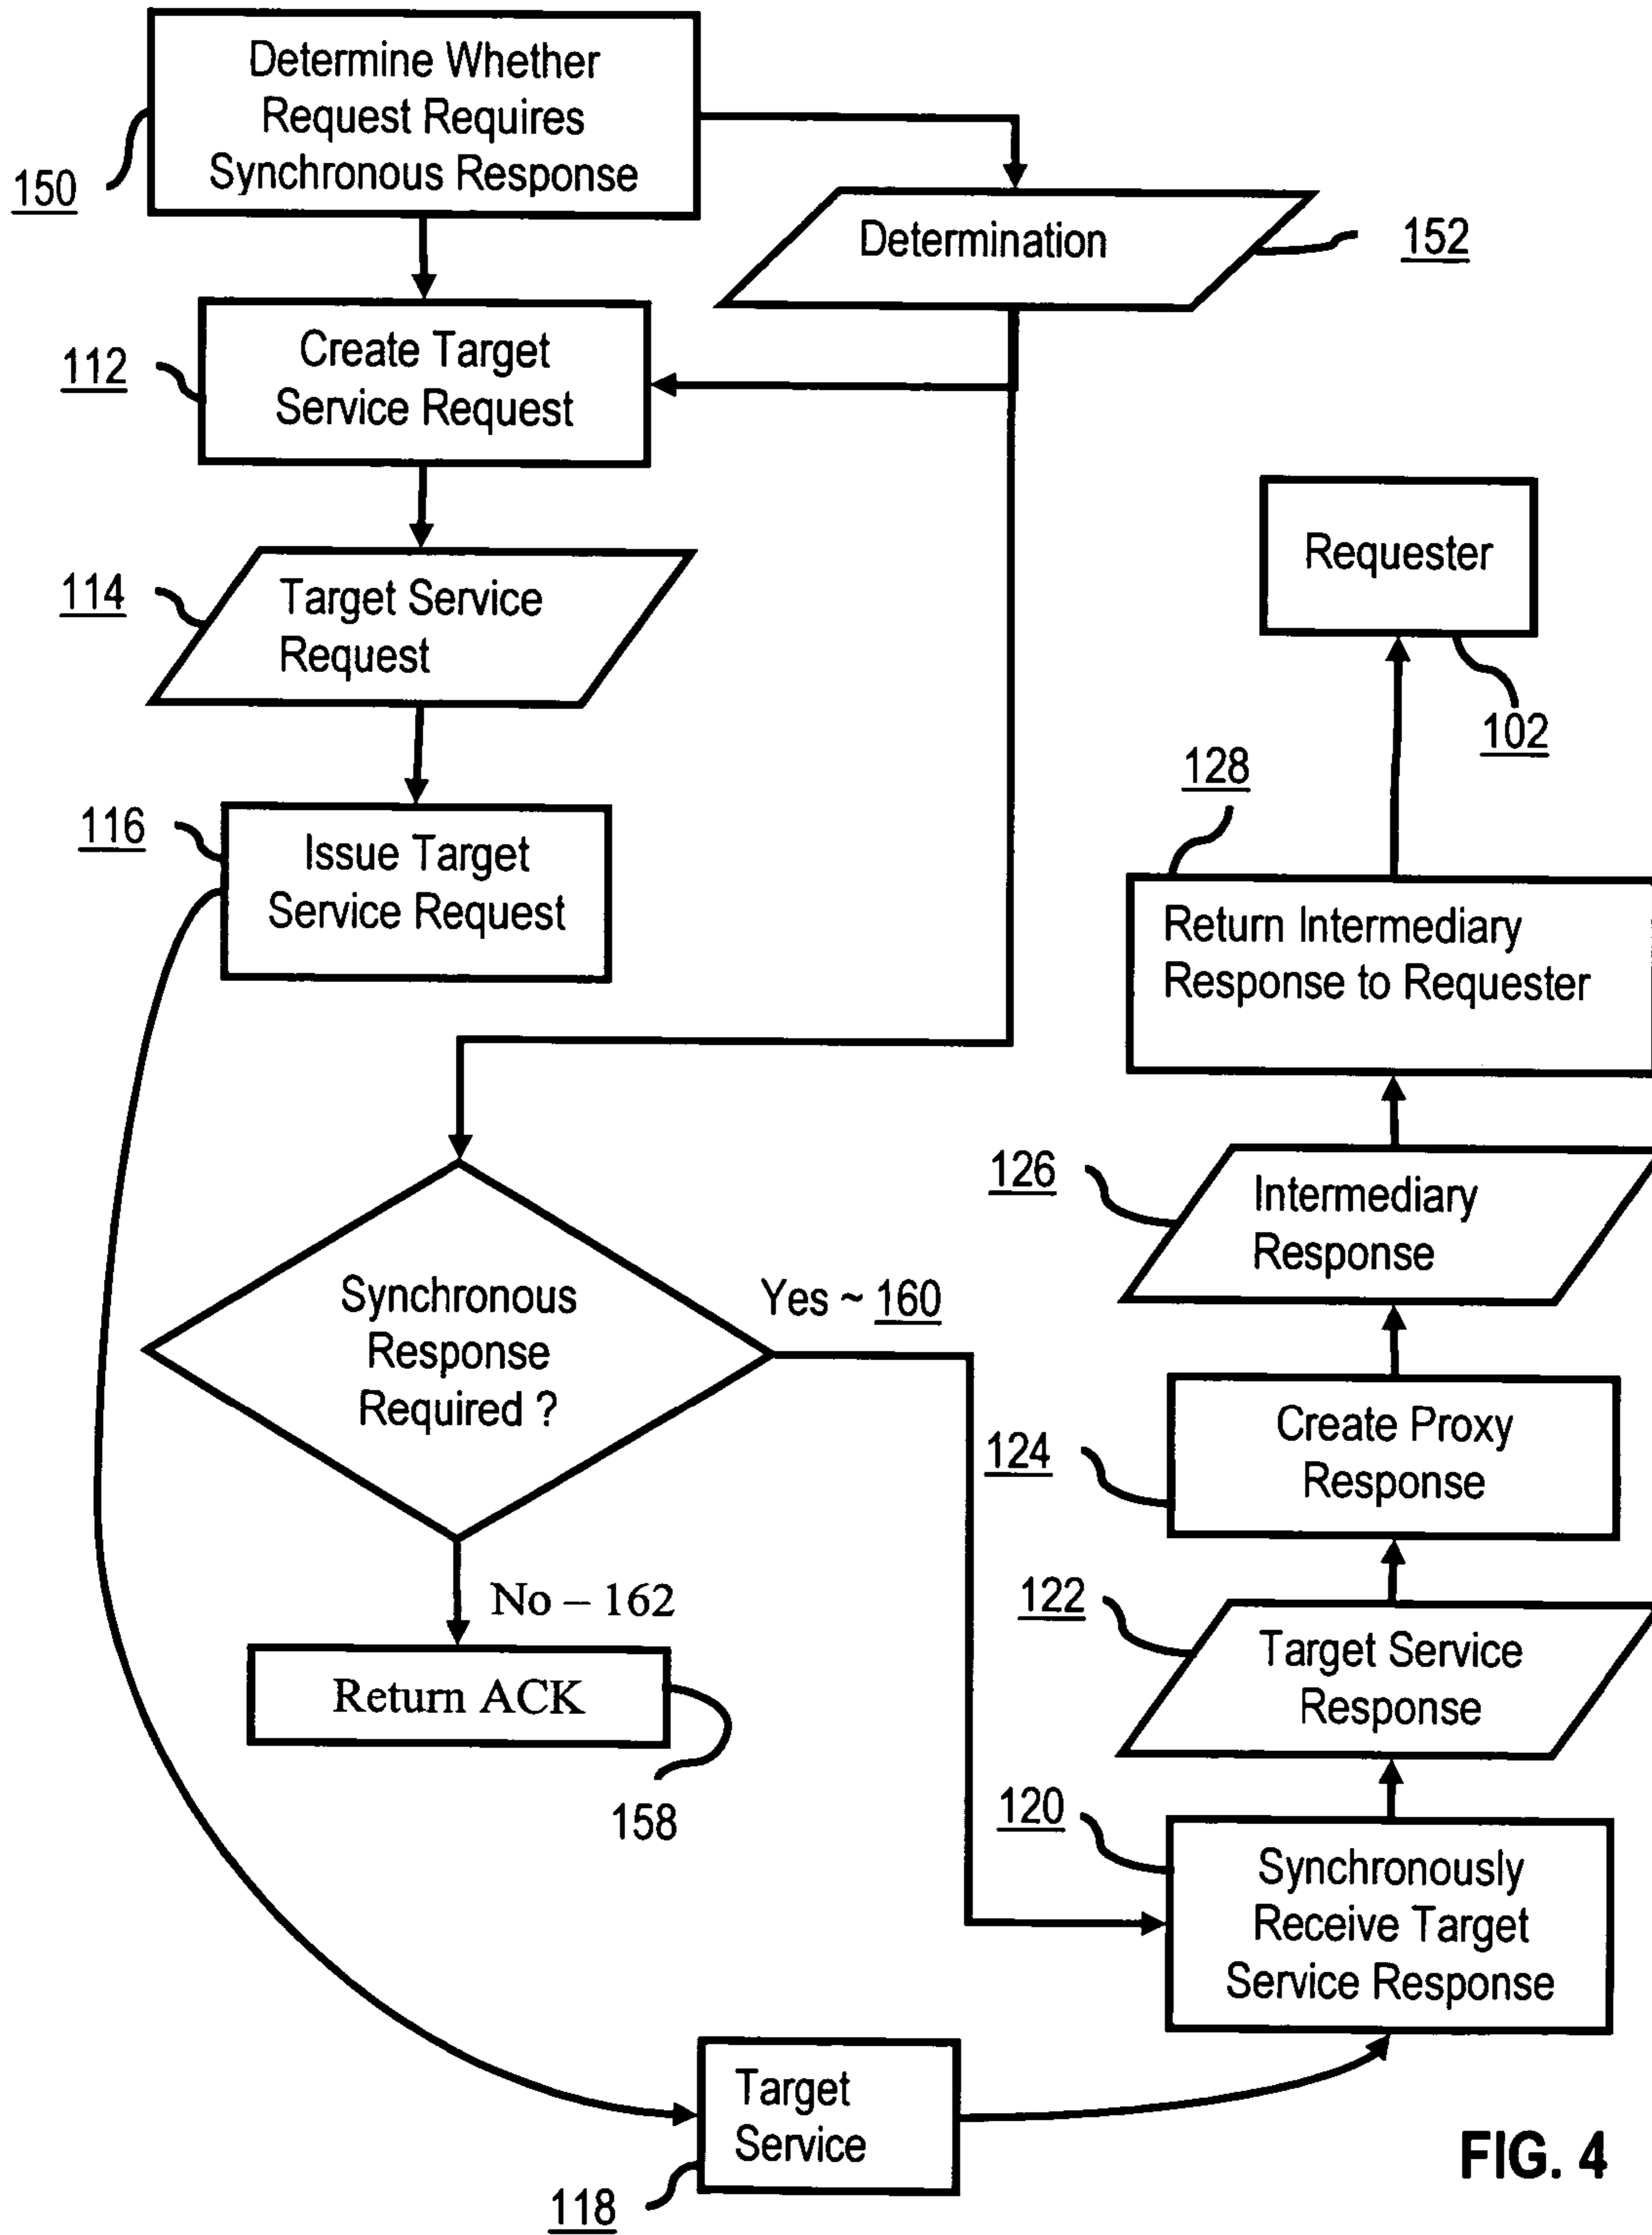 Determine Whether
Request Requires
Synchronous Response
150
Determination
152
Create Target
Service Request
112
Requester
102
Target Service
Request
114
128
Issue Target
Service Request
116
Return Intermediary
Response to Requester
126
Intermediary
Response
Synchronous
Response
Required ?
Yes ~ 160
Create Proxy
Response
124
No – 162
122
Target Service
Response
Return ACK
158
120
Synchronously
Receive Target
Service Response
Target
Service
118
FIG. 4